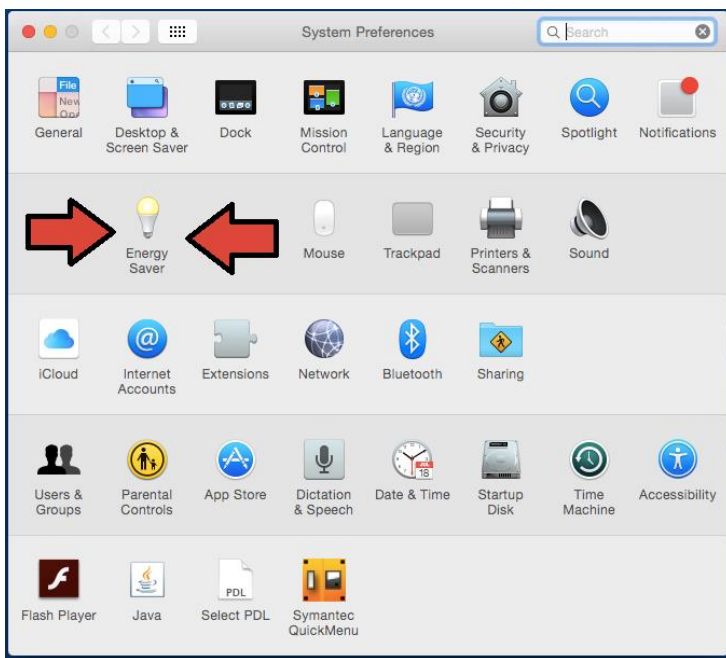 System Preferences
Search
File
New
General
Desktop &
Screen Saver
Dock
Mission
Control
Language
& Region
Security
& Privacy
Spotlight
Notifications
Energy
Saver
Mouse
Trackpad
Printers &
Scanners
Sound
iCloud
Internet
Accounts
Extensions
Network
Bluetooth
Sharing
18
Users &
Groups
Parental
Controls
App Store
Dictation
& Speech
Date & Time
Startup
Disk
Time
Machine
Accessibility
PDL
Flash Player
Java
Select PDL
Symantec
QuickMenu